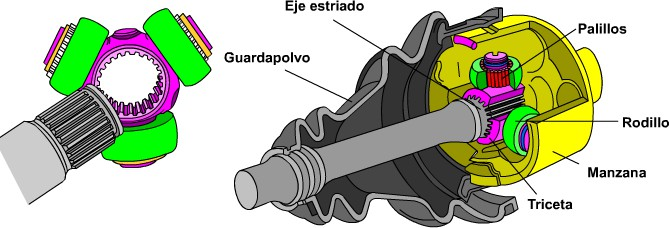 Eje estriado
Palillos
Guardapolvo
Rodillo
Manzana
Triceta